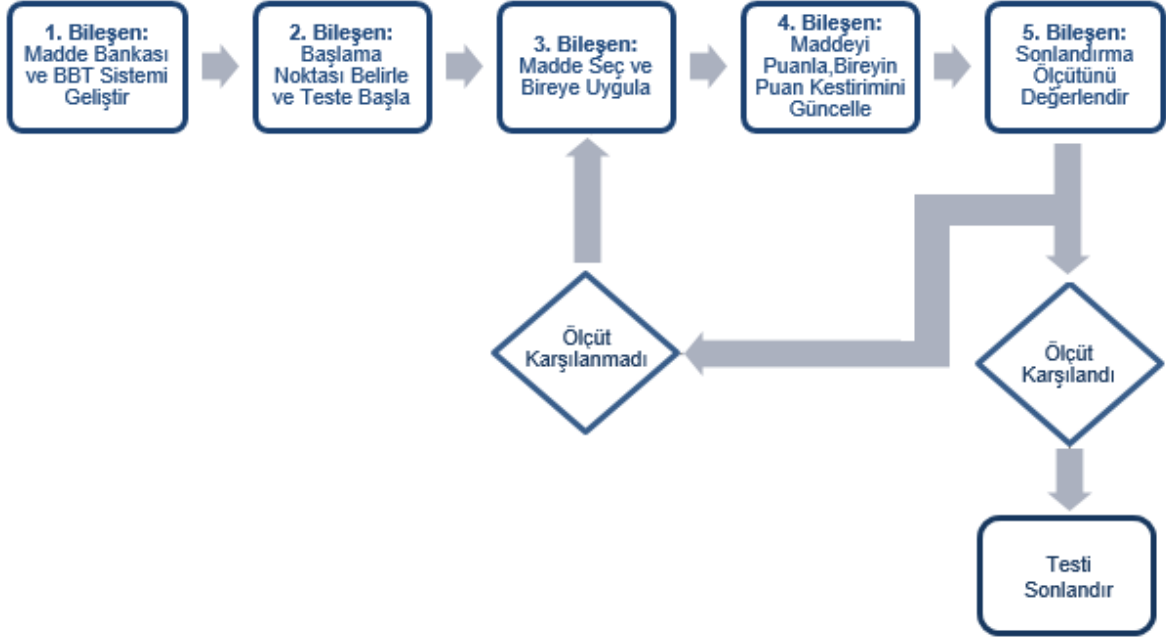 1. Bileşen:
Madde Bankası
ve BBT Sistemi
Geliştir
2. Bileşen:
Başlama
Noktası Belirle
ve Teste Başla
3. Bileşen:
Madde Seç ve
Bireye Uygula
4. Bileşen:
Maddeyi
Puanla,Bireyin
Puan Kestirimini
Güncelle
5. Bileşen:
Sonlandırma
Ölçütünü
Değerlendir
Ölçüt
Karşılanmadı
Ölçüt
Karşılandı
Testi
Sonlandır